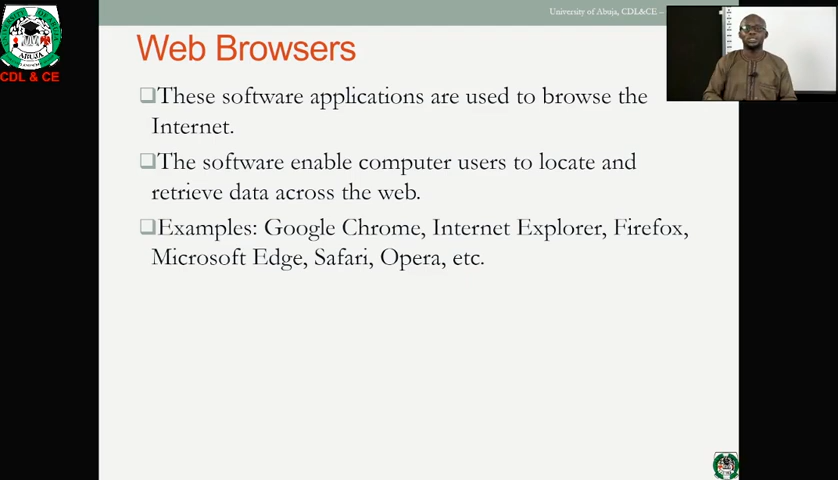 University of Abuja, CDL&CE –
Web Browsers
These software applications are used to browse the
Internet.
The software enable computer users to locate and
retrieve data across the web.
Examples: Google Chrome, Internet Explorer, Firefox,
Microsoft Edge, Safari, Opera, etc.
ABUJA
CDL & CE